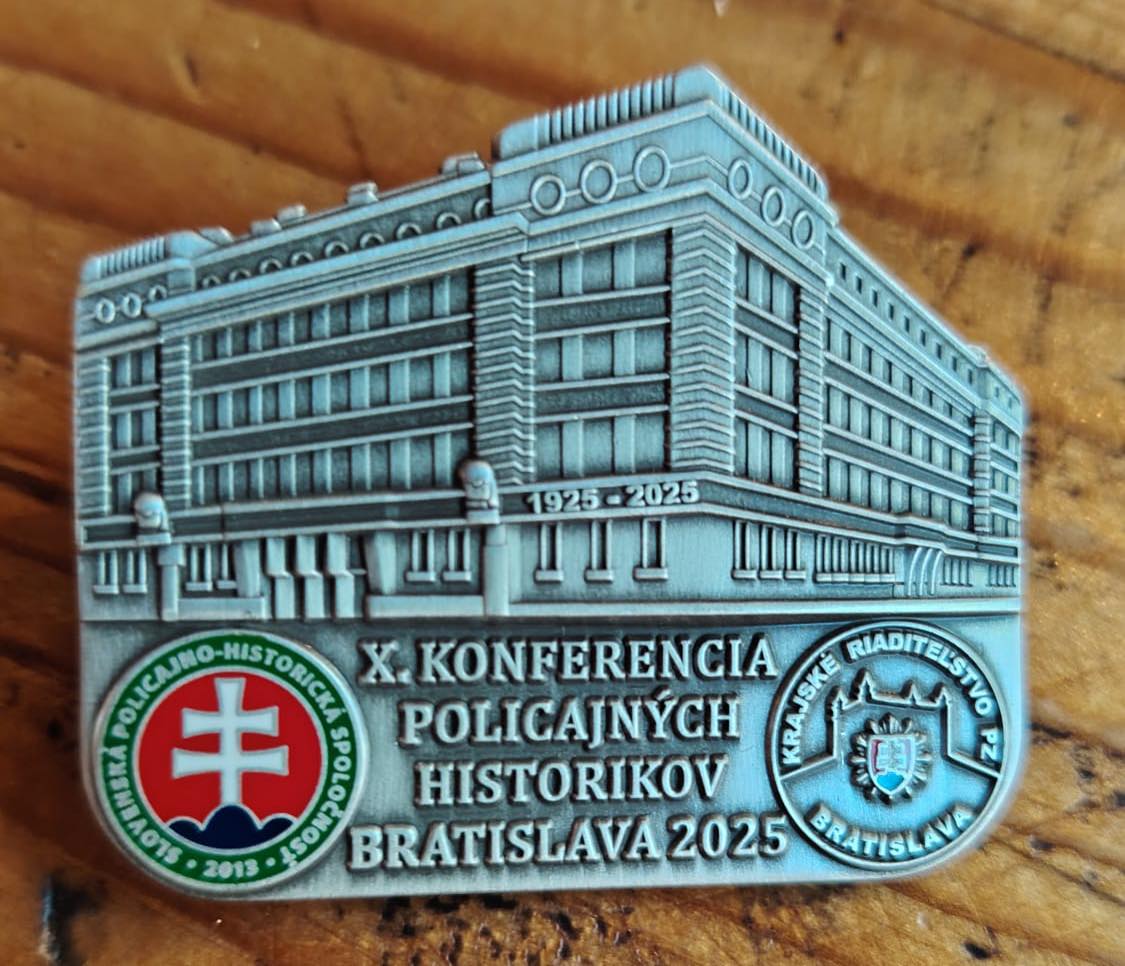 1925 - 2025
X. KONFERENCIA
POLICAJNÝCH
HISTORIKOV
BRATISLAVA 2025
SLOVENSKÁ POLICAJNO-HISTORICKÁ SPOLOČNOSŤ
• 2013 •
KRAJSKÉ RIADITEĽSTVO PZ
BRATISLAVA